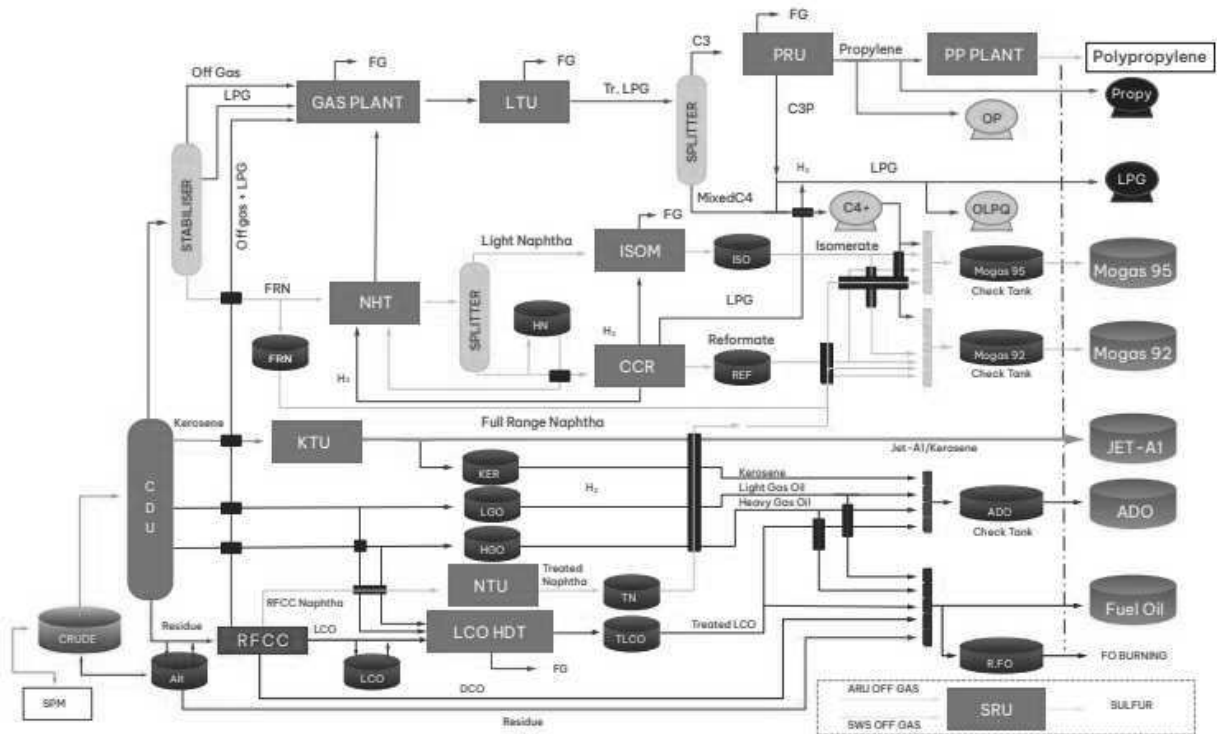 FG
C3
PRU
Propylene
PP PLANT
Polypropylene
Off Gas
FG
FG
LPG
GAS PLANT
LTU
Tr. LPG
Propy
C3P
OP
SPLITTER
STABILISER
Off gas + LPG
H₂
LPG
LPG
MixedC4
C4+
OLPQ
FG
Light Naphtha
ISOM
ISO
Isomerate
Mogas 95
Mogas 95
Check Tank
FRN
NHT
SPLITTER
HN
LPG
H₂
Reformate
FRN
CCR
REF
Mogas 92
Mogas 92
Check Tank
H₂
Kerosene
KTU
Full Range Naphtha
Jet-A1/Kerosene
JET-A1
CDU
KER
Kerosene
H₂
Light Gas Oil
LGO
Heavy Gas Oil
ADO
ADO
Check Tank
HGO
NTU
Treated
Naphtha
TN
RFCC Naphtha
Fuel Oil
CRUDE
Residue
RFCC
LCO
LCO HDT
TLCO
Treated LCO
R.FO
FO BURNING
LCO
FG
SPM
DCO
Residue
ARU OFF GAS
SRU
SULFUR
SWS OFF GAS